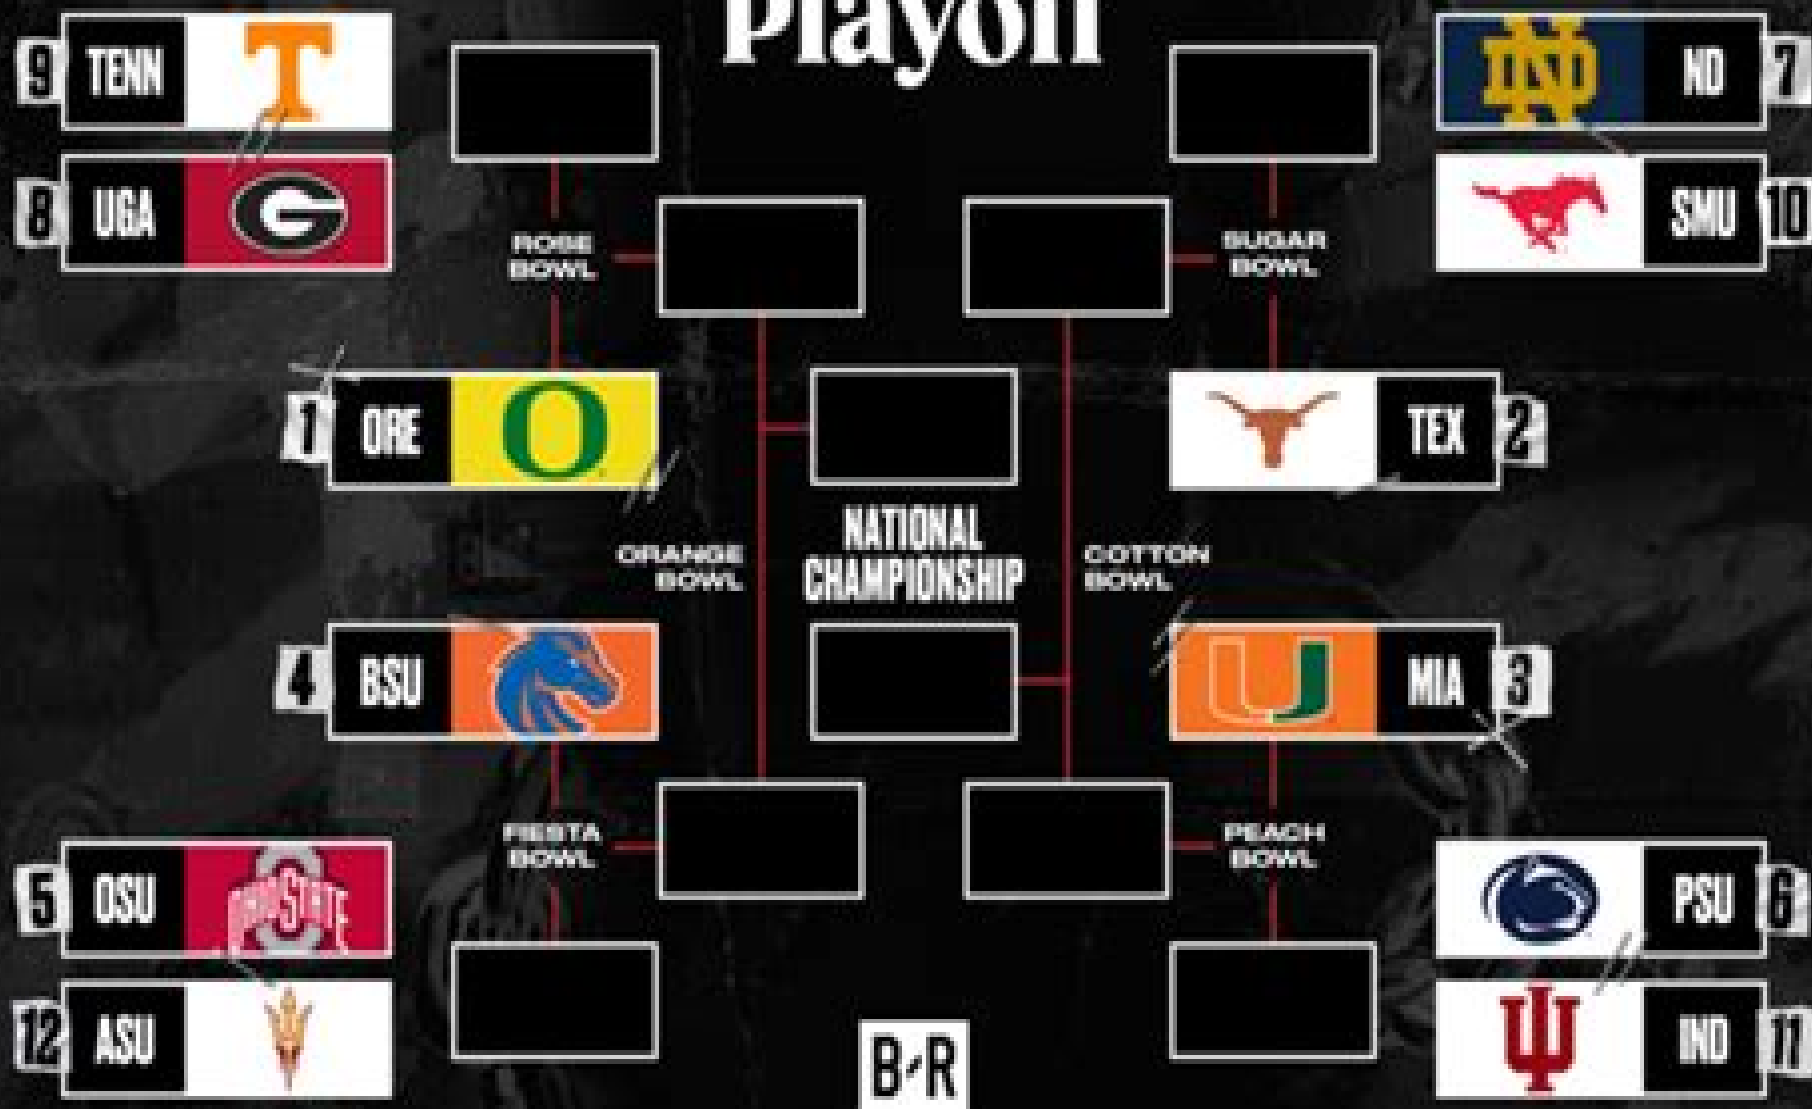 Playoff
9 TENN T
8 UGA G
ROSE
BOWL
1 ORE O
4 BSU
FIESTA
BOWL
5 OSU OHIO STATE
12 ASU
ORANGE
BOWL
NATIONAL
CHAMPIONSHIP
COTTON
BOWL
ND 7
SMU 10
SUGAR
BOWL
TEX 2
U MIA 3
PEACH
BOWL
PSU 6
IND 11
B/R